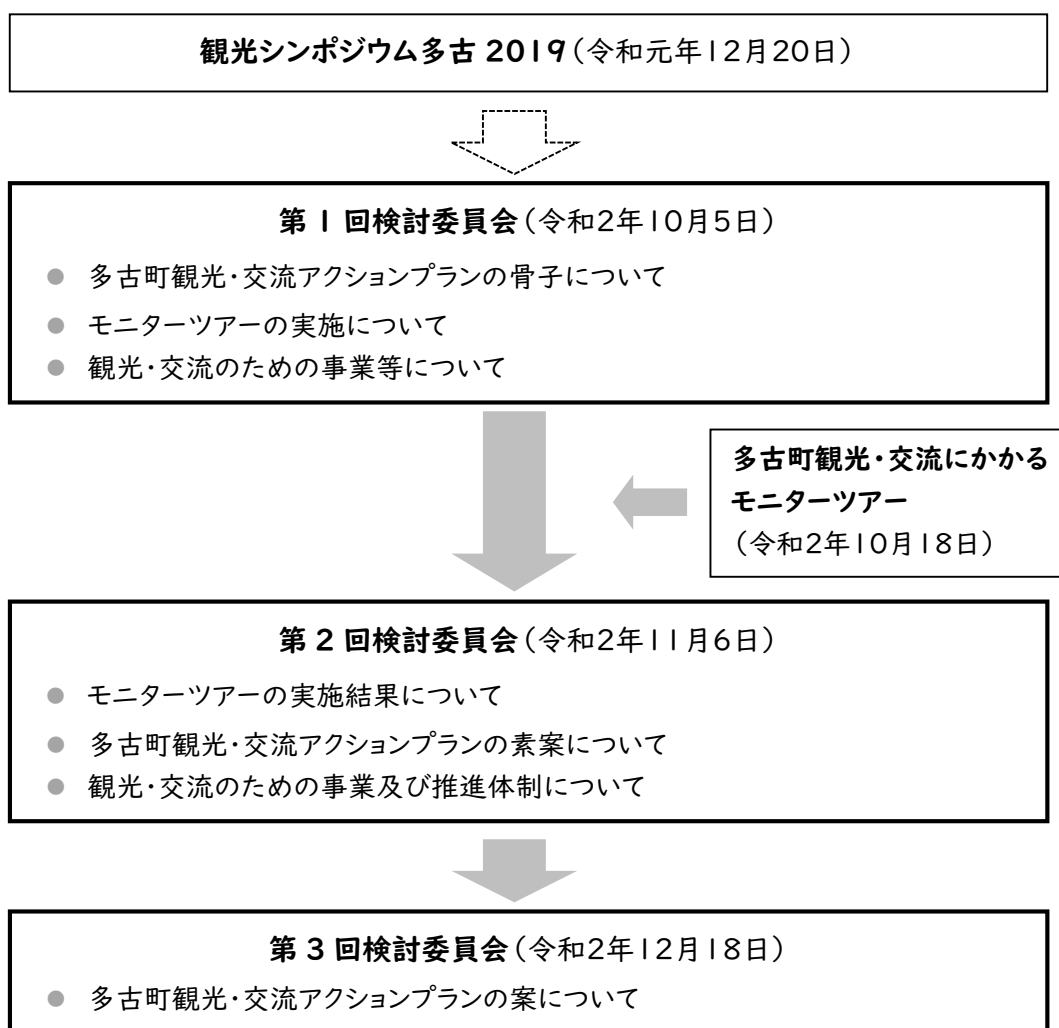 観光シンポジウム多古 2019(令和元年12月20日)
第1回検討委員会(令和2年10月5日)
● 多古町観光・交流アクションプランの骨子について
● モニターツアーの実施について
● 観光・交流のための事業等について
多古町観光・交流にかかる
モニターツアー
(令和2年10月18日)
第2回検討委員会(令和2年11月6日)
● モニターツアーの実施結果について
● 多古町観光・交流アクションプランの素案について
● 観光・交流のための事業及び推進体制について
第3回検討委員会(令和2年12月18日)
● 多古町観光・交流アクションプランの案について